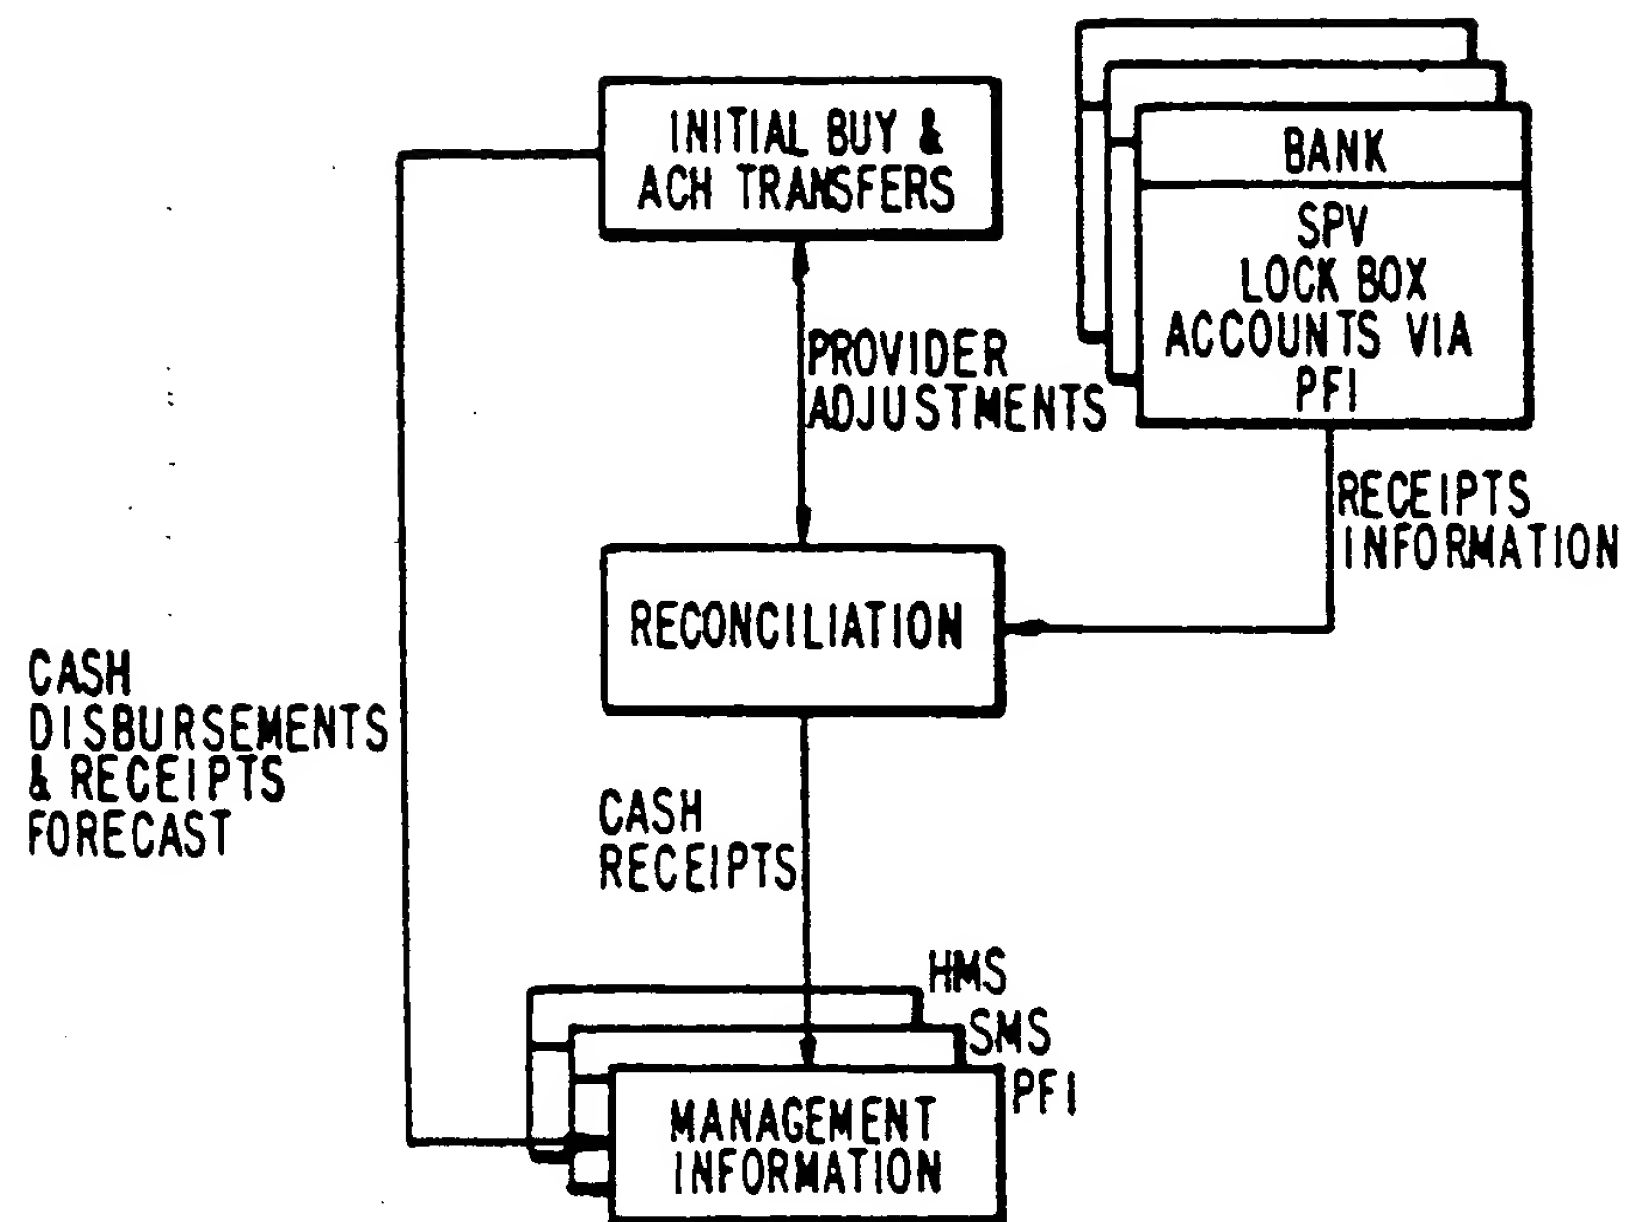 INITIAL BUY &
ACH TRANSFERS
BANK
SPV
LOCK BOX
ACCOUNTS VIA
PFI
PROVIDER
ADJUSTMENTS
RECEIPTS
INFORMATION
RECONCILIATION
CASH
DISBURSEMENTS
& RECEIPTS
FORECAST
CASH
RECEIPTS
HMS
SMS
PFI
MANAGEMENT
INFORMATION